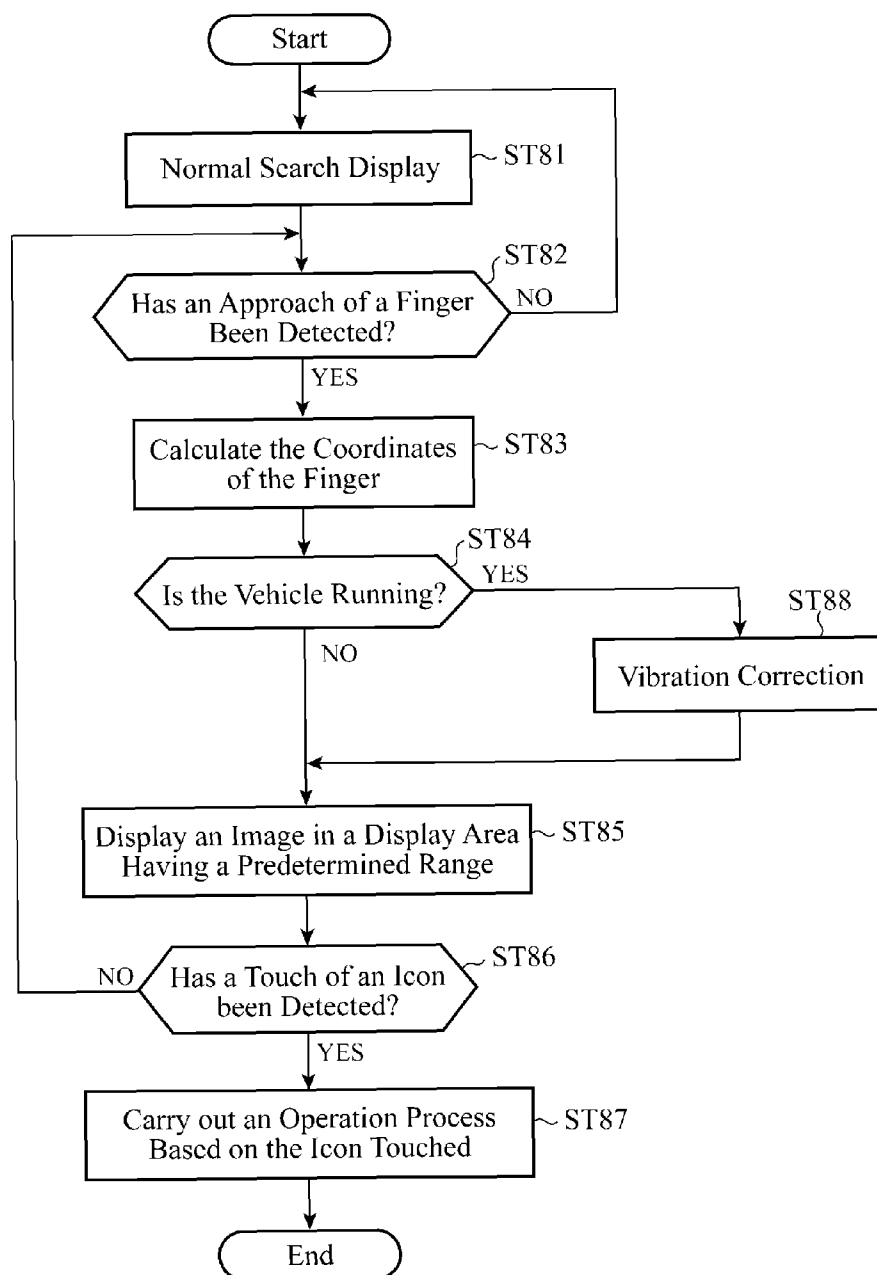 Start
Normal Search Display
ST81
ST82
Has an Approach of a Finger
Been Detected?
NO
YES
Calculate the Coordinates
of the Finger
ST83
ST84
Is the Vehicle Running?
YES
NO
ST88
Vibration Correction
Display an Image in a Display Area
Having a Predetermined Range
ST85
NO
Has a Touch of an Icon
been Detected?
ST86
YES
Carry out an Operation Process
Based on the Icon Touched
ST87
End